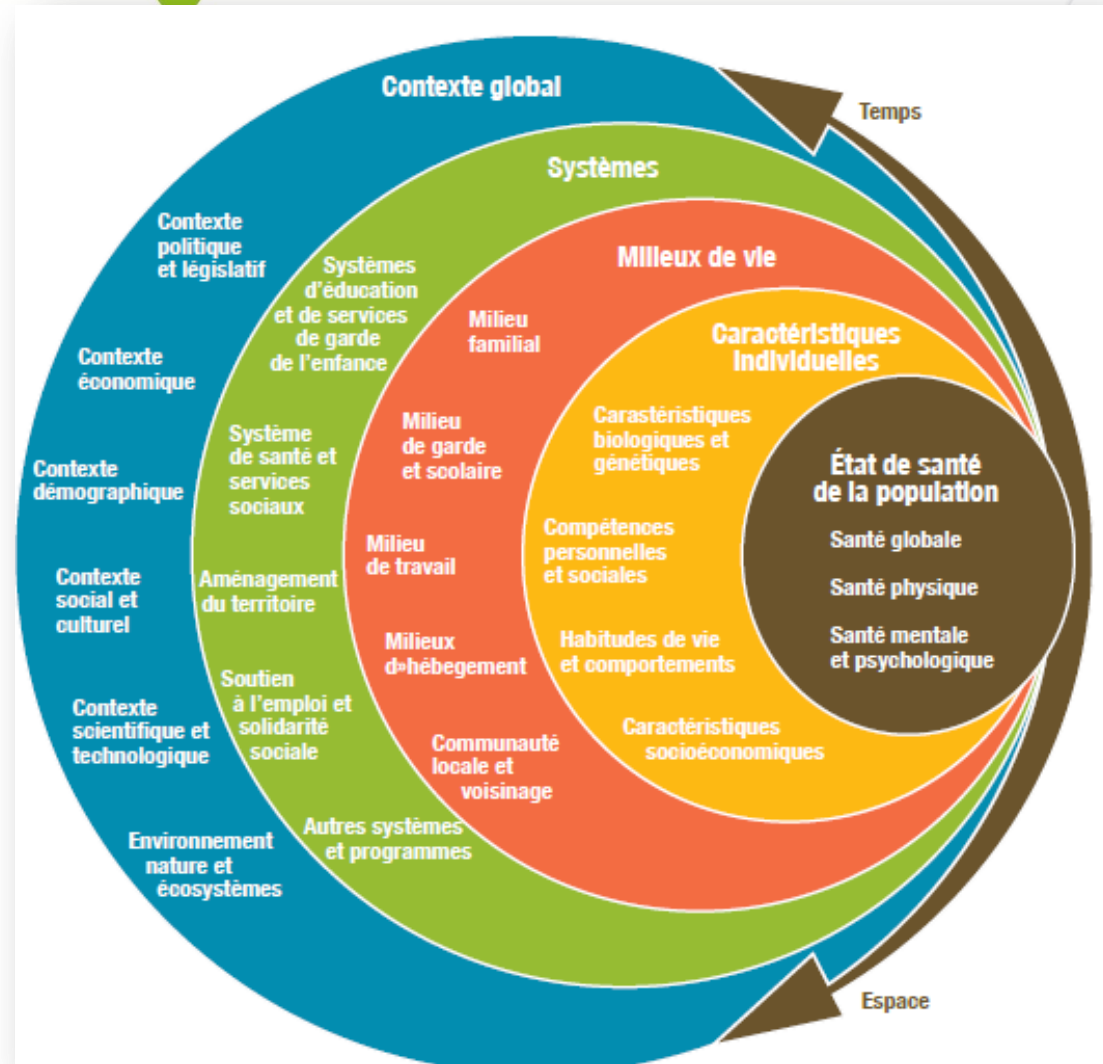 Contexte global
Temps
Systèmes
Contexte
politique
et législatif
Systèmes
d'éducation
et de services
de garde
de l'enfance
Milieux de vie
Milieu
familial
Caractéristiques
individuelles
Contexte
économique
Milieu
de garde
et scolaire
Carastéristiques
biologiques et
génétiques
Système
de santé et
services
sociaux
État de santé
de la population
Contexte
démographique
Santé globale
Milieu
de travail
Compétences
personnelles
et sociales
Santé physique
Contexte
social et
culturel
Aménagement
du territoire
Santé mentale
et psychologique
Milieux
d»hébegement
Habitudes de vie
et comportements
Soutien
à l'emploi et
solidarité
sociale
Contexte
scientifique et
technologique
Caractéristiques
socioéconomiques
Communauté
locale et
voisinage
Environnement
nature et
écosystèmes
Autres systèmes
et programmes
Espace